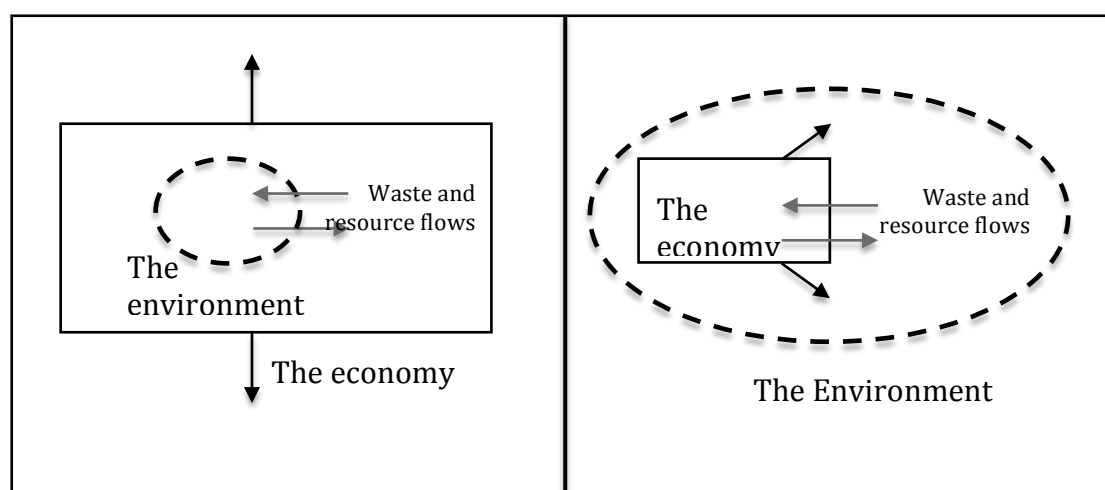 Waste and
resource flows
The
environment
The economy
The
economy
Waste and
resource flows
The Environment